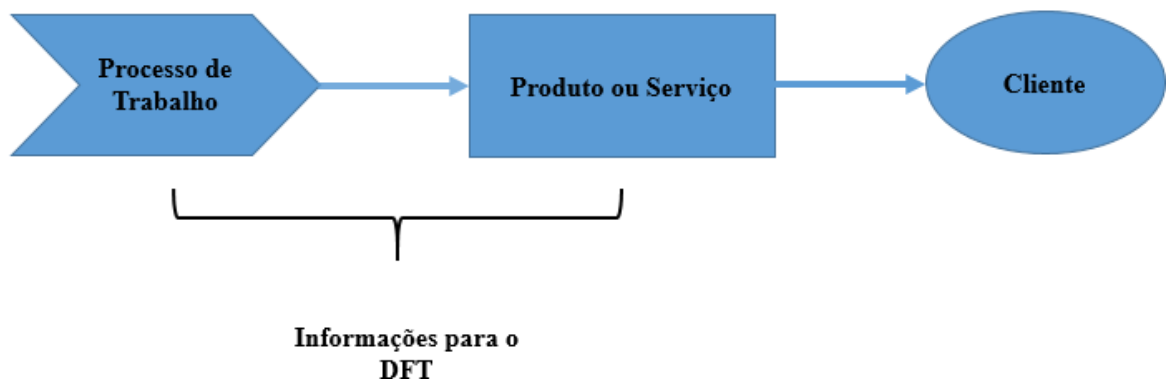 Processo de
Trabalho
Produto ou Serviço
Cliente
Informações para o
DFT